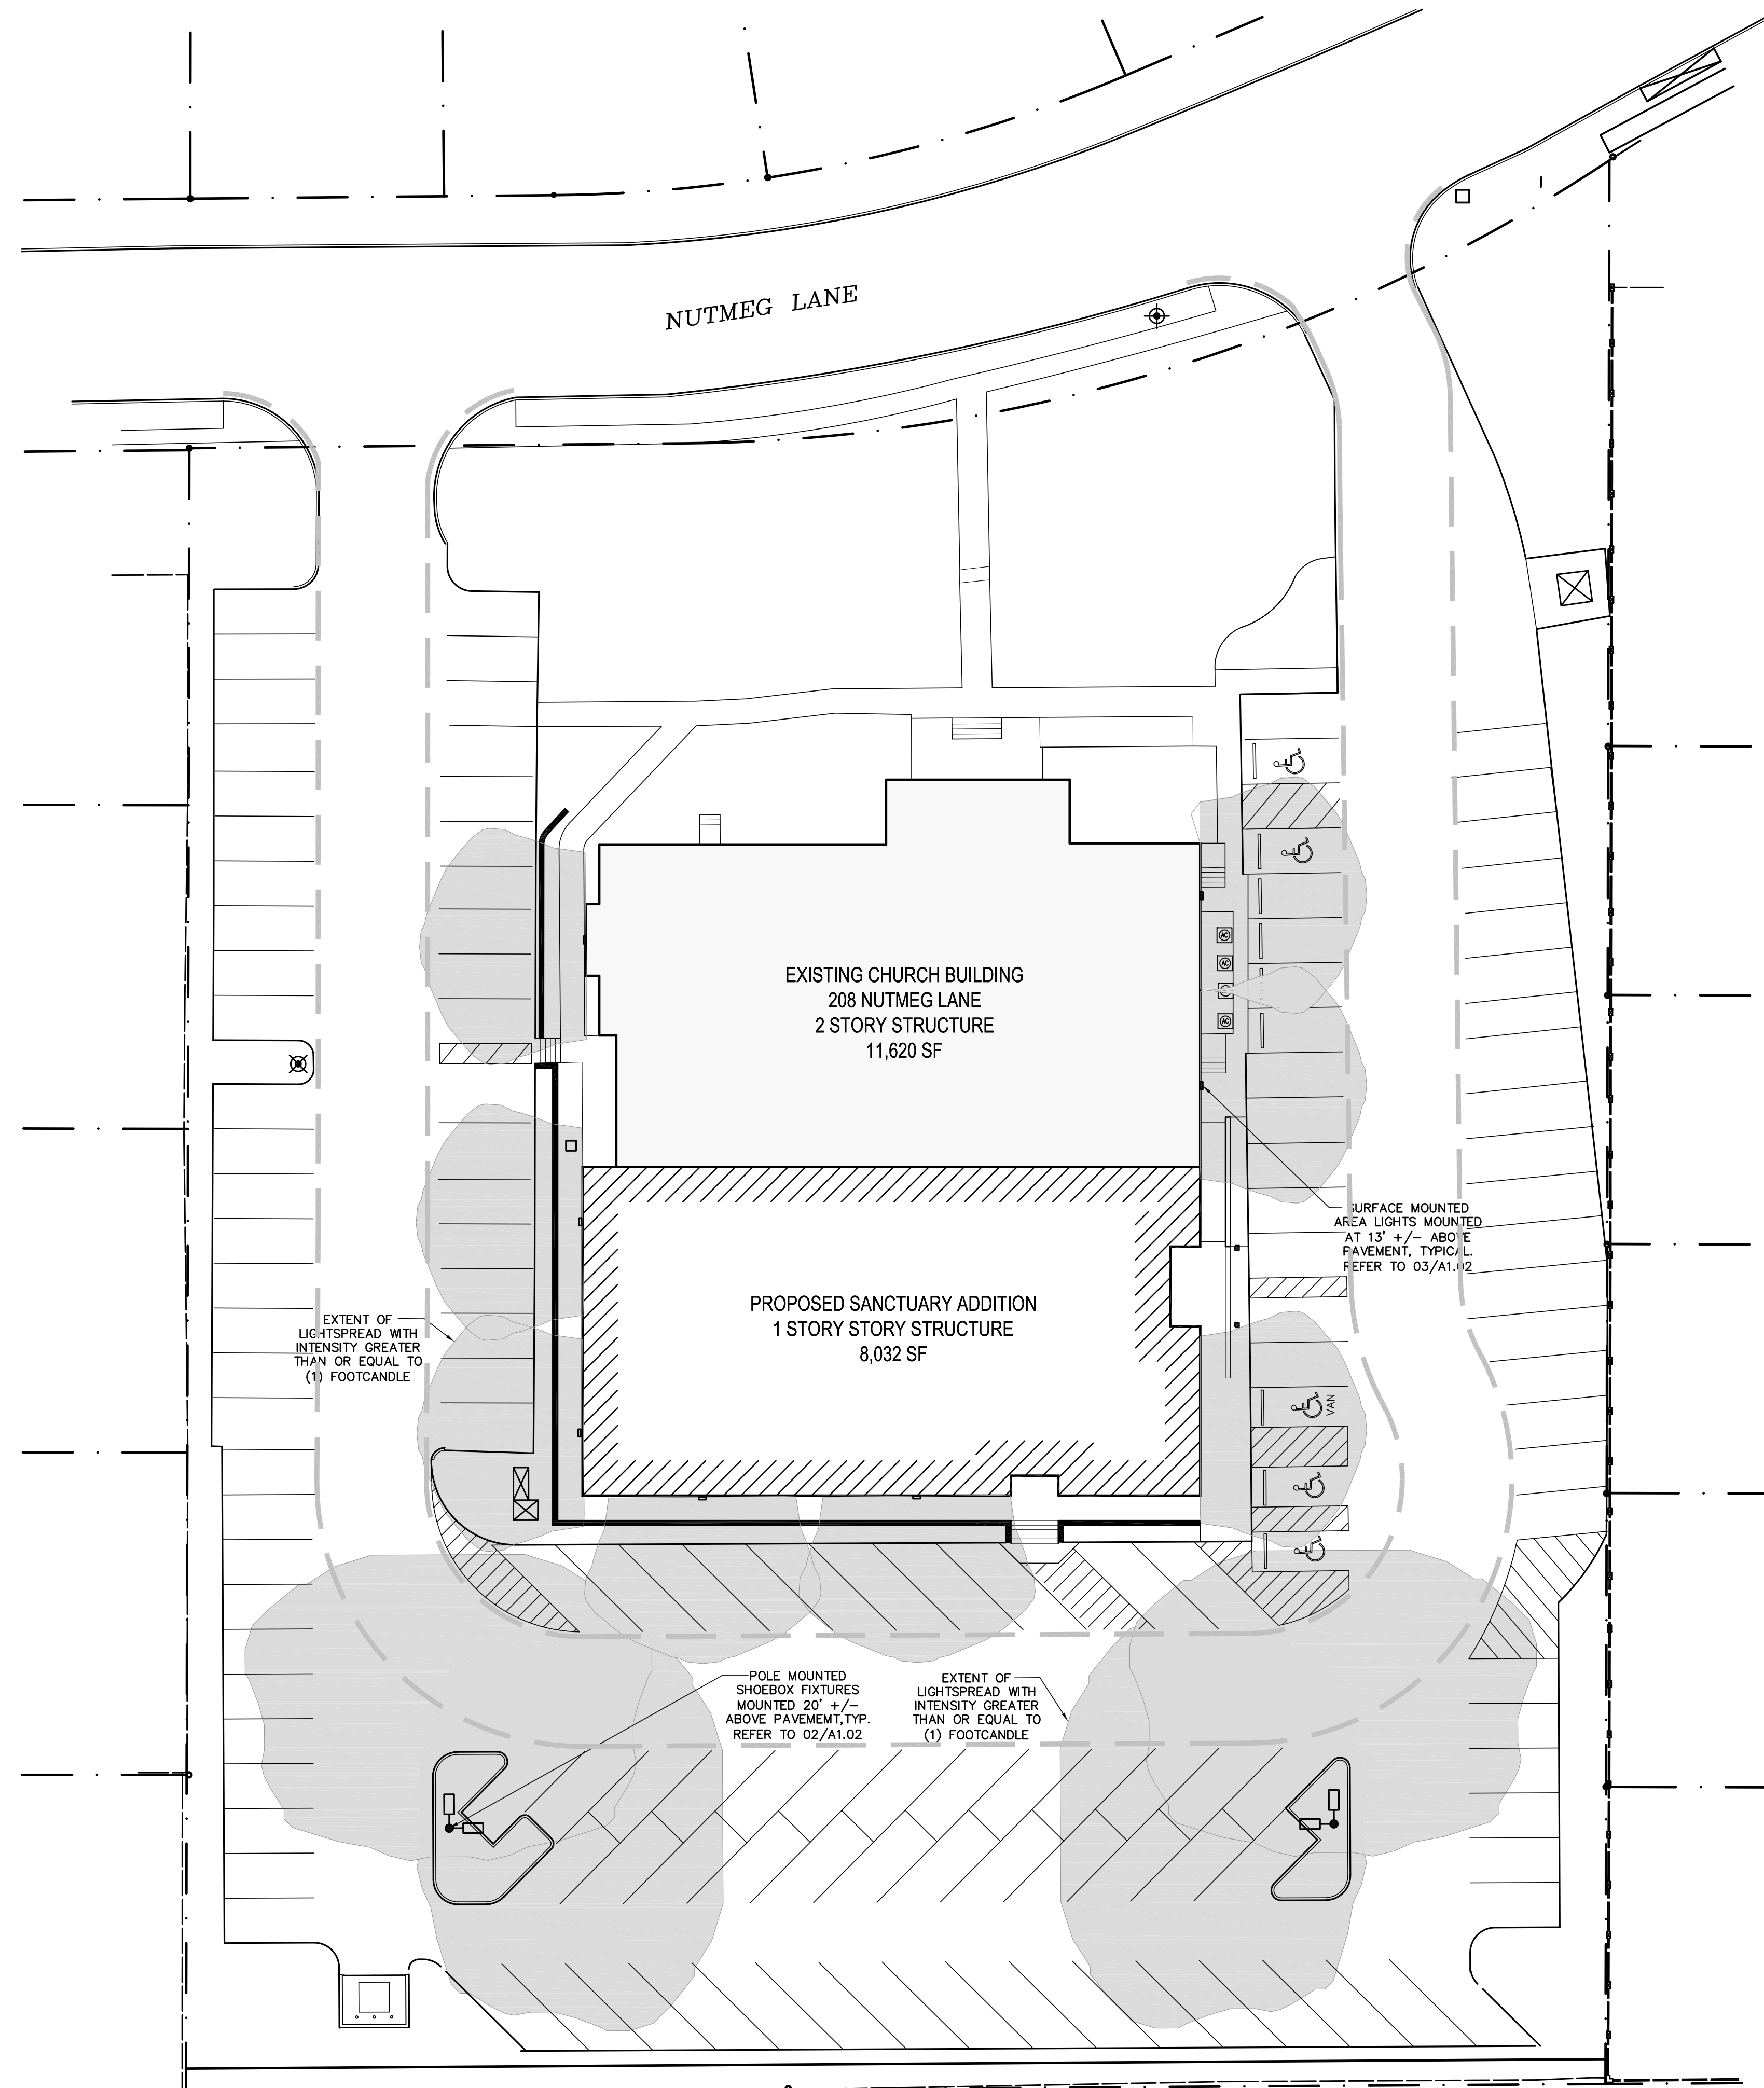 NUTMEG LANE
EXISTING CHURCH BUILDING
208 NUTMEG LANE
2 STORY STRUCTURE
11,620 SF
AC
AC
AC
SURFACE MOUNTED
AREA LIGHTS MOUNTED
AT 13' +/- ABOVE
PAVEMENT, TYPICAL.
REFER TO 03/A1.02
PROPOSED SANCTUARY ADDITION
1 STORY STORY STRUCTURE
8,032 SF
EXTENT OF
LIGHTSPREAD WITH
INTENSITY GREATER
THAN OR EQUAL TO
(1) FOOTCANDLE
VAN
POLE MOUNTED
SHOEBOX FIXTURES
MOUNTED 20' +/-
ABOVE PAVEMEMT,TYP.
REFER TO 02/A1.02
EXTENT OF
LIGHTSPREAD WITH
INTENSITY GREATER
THAN OR EQUAL TO
(1) FOOTCANDLE